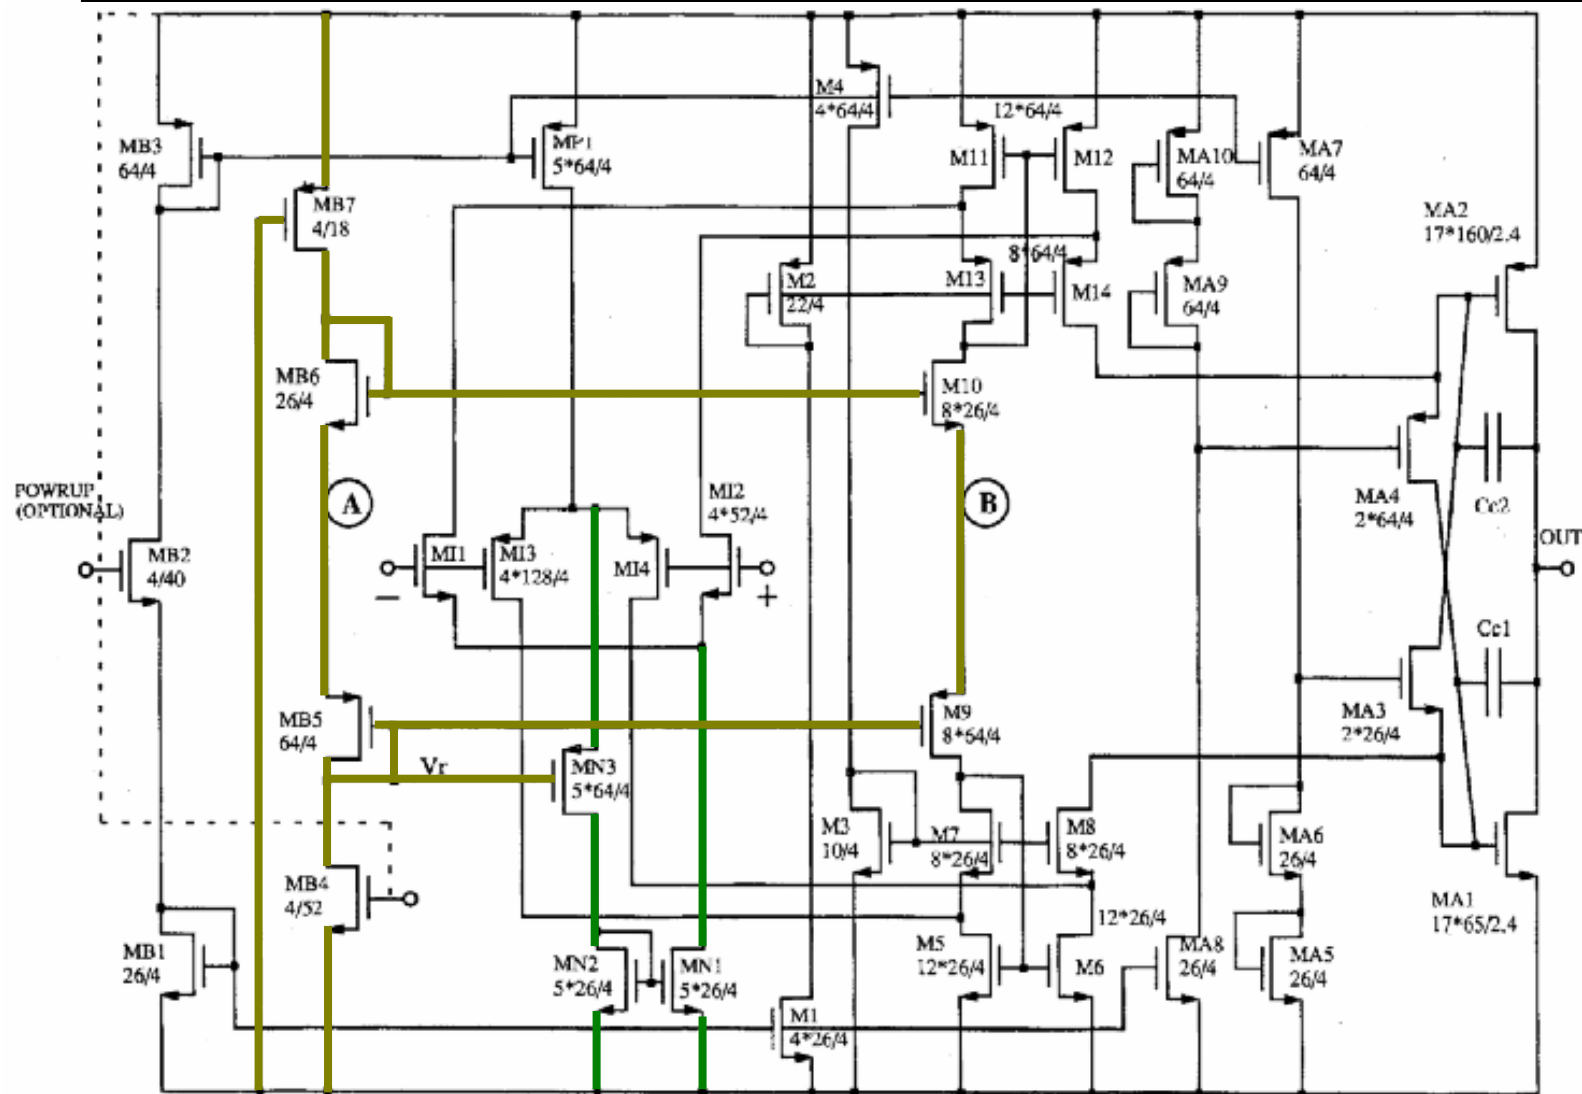 M4
4*64/4
12*64/4
MB3
64/4
MP1
5*64/4
M11
M12
MA10
64/4
MA7
64/4
MB7
4/18
MA2
17*160/2.4
8*64/4
M2
22/4
M13
M14
MA9
64/4
MB6
26/4
M10
8*26/4
POWRUP
(OPTIONAL)
A
MI2
4*52/4
B
MA4
2*64/4
Cc2
OUT
MB2
4/40
MI1
MI3
4*128/4
MI4
−
+
Cc1
MB5
64/4
M9
8*64/4
MA3
2*26/4
Vr
MN3
5*64/4
M3
10/4
M7
8*26/4
M8
8*26/4
MA6
26/4
MB4
4/52
MA1
17*65/2.4
12*26/4
MB1
26/4
MN2
5*26/4
MN1
5*26/4
M5
12*26/4
M6
MA8
26/4
MA5
26/4
M1
4*26/4